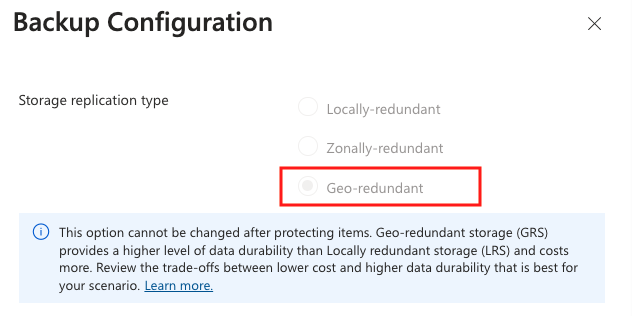 Backup Configuration
Storage replication type
Locally-redundant
Zonally-redundant
Geo-redundant
This option cannot be changed after protecting items. Geo-redundant storage (GRS)
provides a higher level of data durability than Locally redundant storage (LRS) and costs
more. Review the trade-offs between lower cost and higher data durability that is best for
your scenario. Learn more.